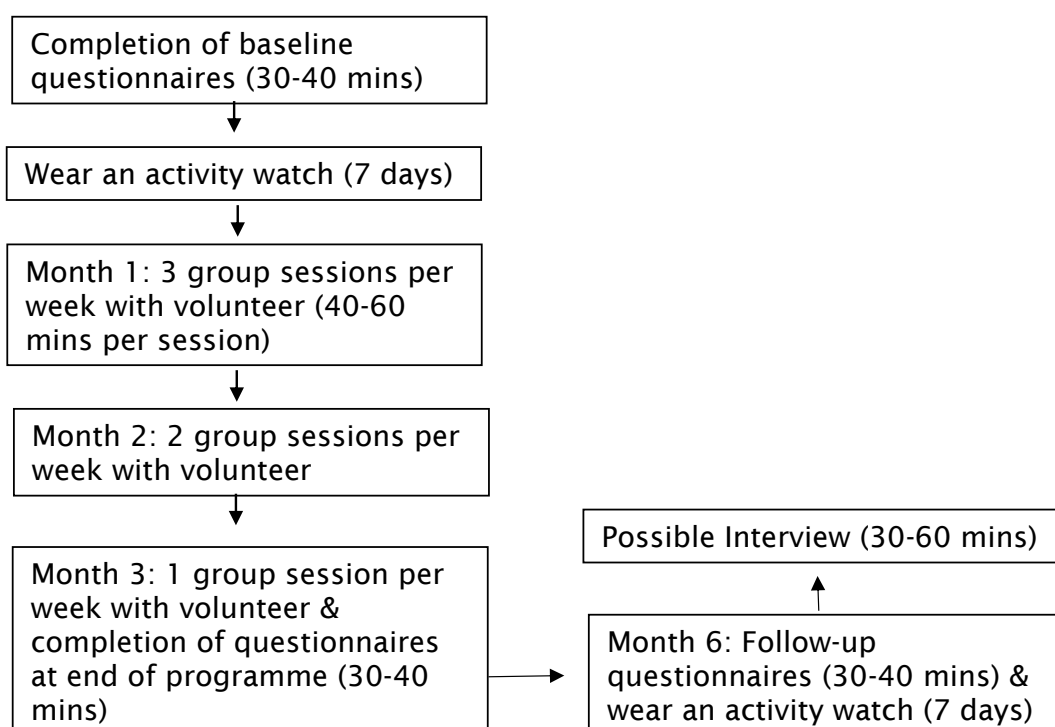 Completion of baseline
questionnaires (30-40 mins)
Wear an activity watch (7 days)
Month 1: 3 group sessions per
week with volunteer (40-60
mins per session)
Month 2: 2 group sessions per
week with volunteer
Month 3: 1 group session per
week with volunteer &
completion of questionnaires
at end of programme (30-40
mins)
Month 6: Follow-up
questionnaires (30-40 mins) &
wear an activity watch (7 days)
Possible Interview (30-60 mins)